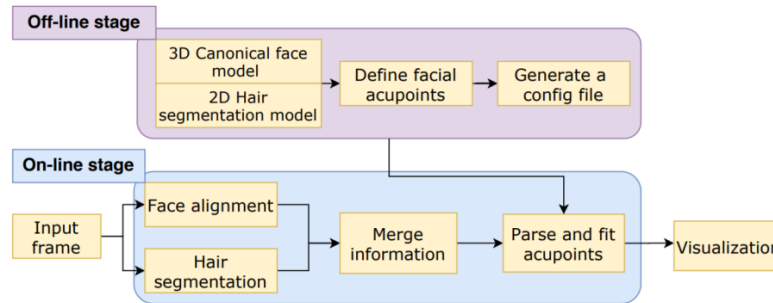 Off-line stage
3D Canonical face
model
2D Hair
segmentation model
Define facial
acupoints
Generate a
config file
On-line stage
Input
frame
Face alignment
Hair
segmentation
Merge
information
Parse and fit
acupoints
Visualization